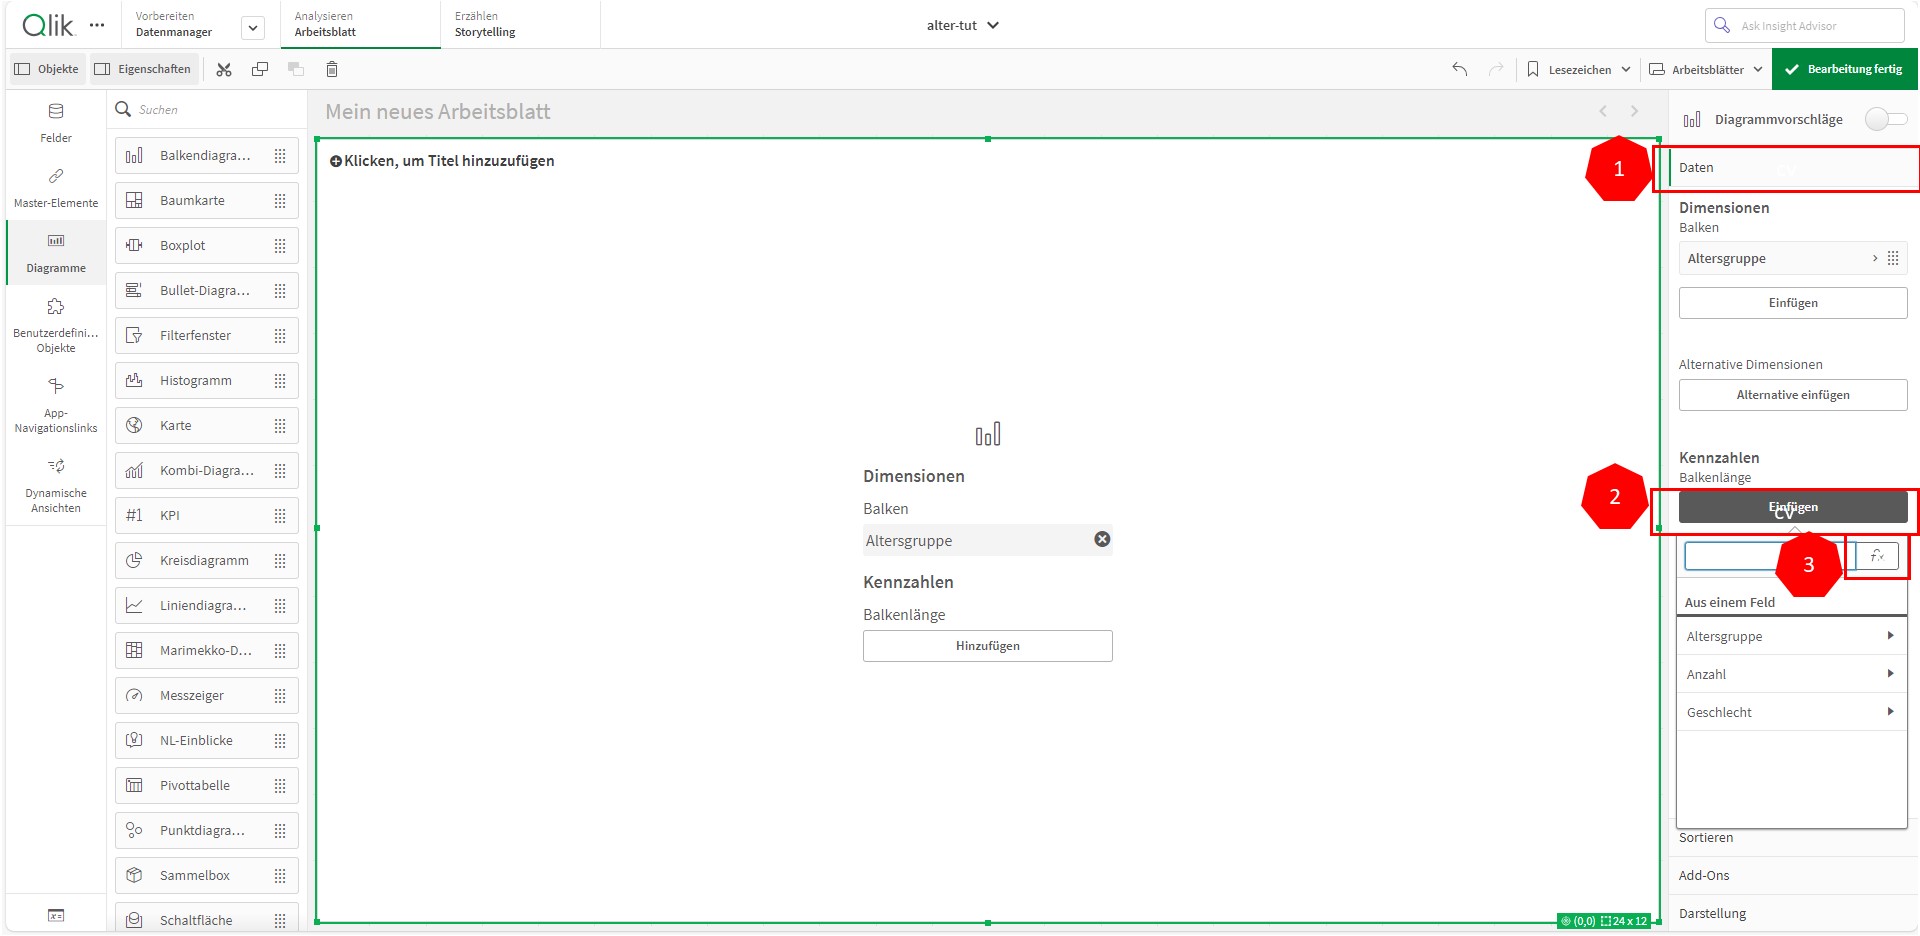 Qlik
Vorbereiten
Datenmanager
Analysieren
Arbeitsblatt
Erzählen
Storytelling
alter-tut
Ask Insight Advisor
Objekte
Eigenschaften
Lesezeichen
Arbeitsblätter
Bearbeitung fertig
Felder
Master-Elemente
Diagramme
Benutzerdefini...
Objekte
App-
Navigationslinks
Dynamische
Ansichten
Suchen
Balkendiagra...
Baumkarte
Boxplot
Bullet-Diagra...
Filterfenster
Histogramm
Karte
Kombi-Diagra...
#1 KPI
Kreisdiagramm
Liniendiagra...
Marimekko-D...
Messzeiger
NL-Einblicke
Pivottabelle
Punktdiagra...
Sammelbox
Schaltfläche
Mein neues Arbeitsblatt
Klicken, um Titel hinzuzufügen
Dimensionen
Balken
Altersgruppe
Kennzahlen
Balkenlänge
Hinzufügen
(0,0) 24 x 12
Diagrammvorschläge
1
Daten
Dimensionen
Balken
Altersgruppe
Einfügen
Alternative Dimensionen
Alternative einfügen
Kennzahlen
Balkenlänge
2
Einfügen
cv
3
fx
Aus einem Feld
Altersgruppe
Anzahl
Geschlecht
Sortieren
Add-Ons
Darstellung